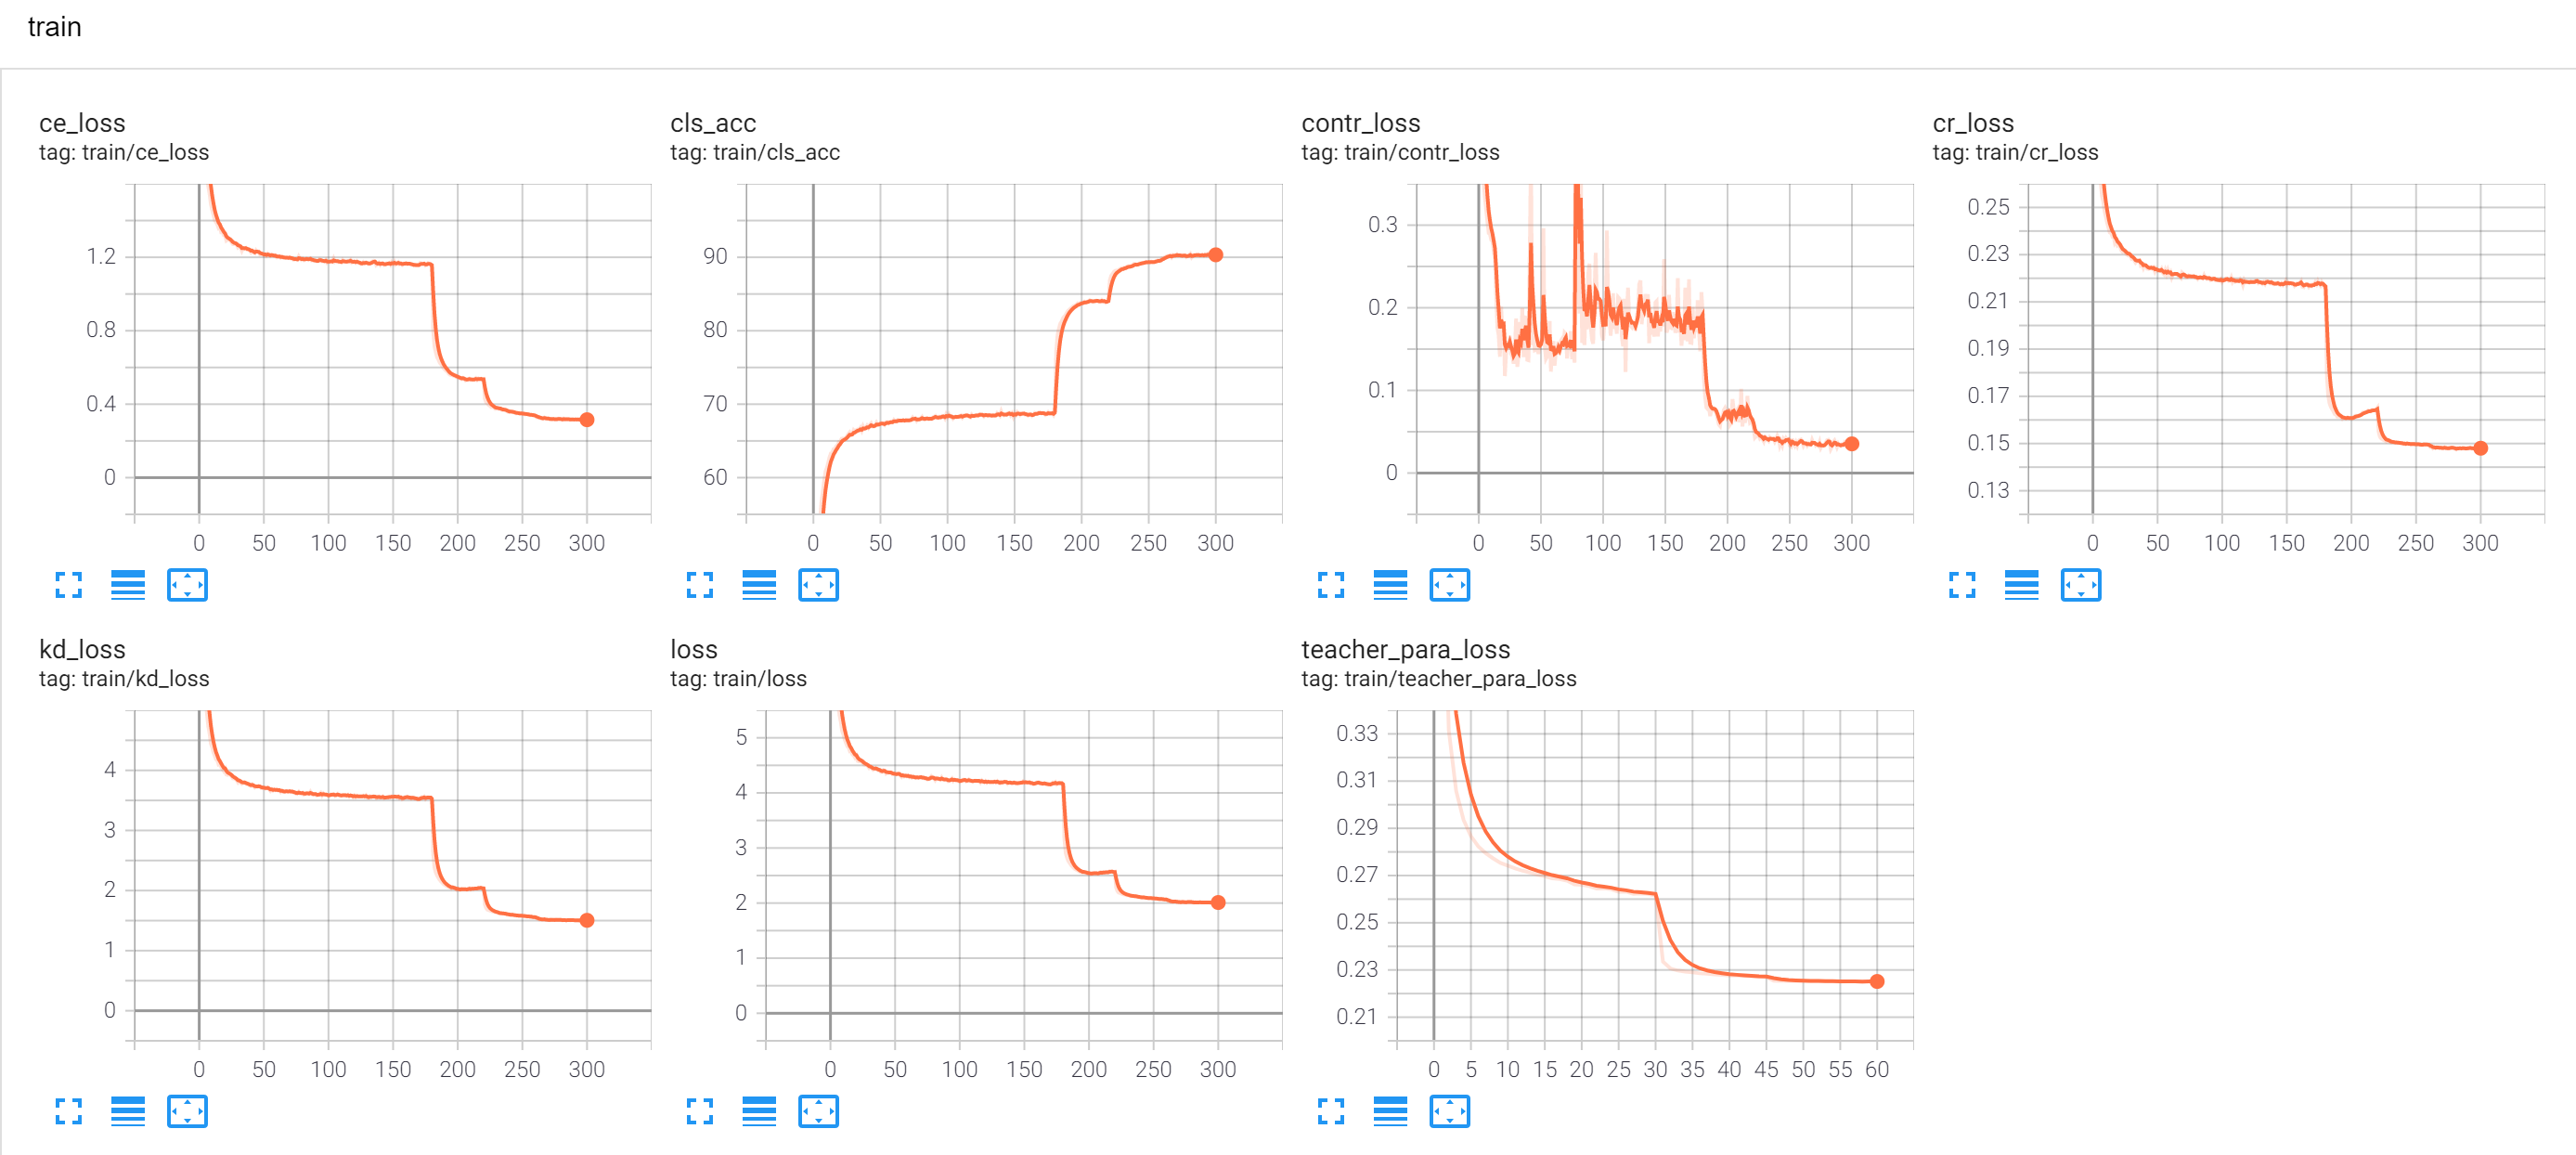 train
ce_loss
tag: train/ce_loss
1.2
0.8
0.4
0
0 50 100 150 200 250 300
cls_acc
tag: train/cls_acc
90
80
70
60
0 50 100 150 200 250 300
contr_loss
tag: train/contr_loss
0.3
0.2
0.1
0
0 50 100 150 200 250 300
cr_loss
tag: train/cr_loss
0.25
0.23
0.21
0.19
0.17
0.15
0.13
0 50 100 150 200 250 300
kd_loss
tag: train/kd_loss
4
3
2
1
0
0 50 100 150 200 250 300
loss
tag: train/loss
5
4
3
2
1
0
0 50 100 150 200 250 300
teacher_para_loss
tag: train/teacher_para_loss
0.33
0.31
0.29
0.27
0.25
0.23
0.21
0 5 10 15 20 25 30 35 40 45 50 55 60